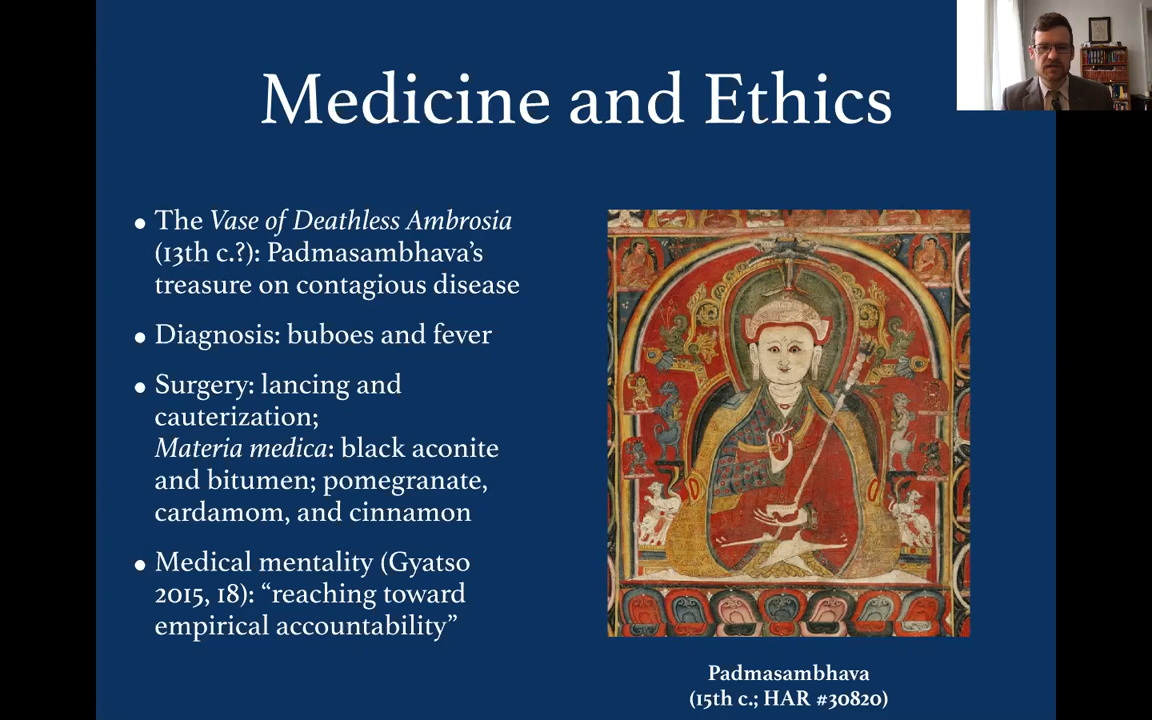 Medicine and Ethics
• The Vase of Deathless Ambrosia
(13th c.?): Padmasambhava’s
treasure on contagious disease
• Diagnosis: buboes and fever
• Surgery: lancing and
cauterization;
Materia medica: black aconite
and bitumen; pomegranate,
cardamom, and cinnamon
• Medical mentality (Gyatso
2015, 18): “reaching toward
empirical accountability”
Padmasambhava
(15th c.; HAR #30820)